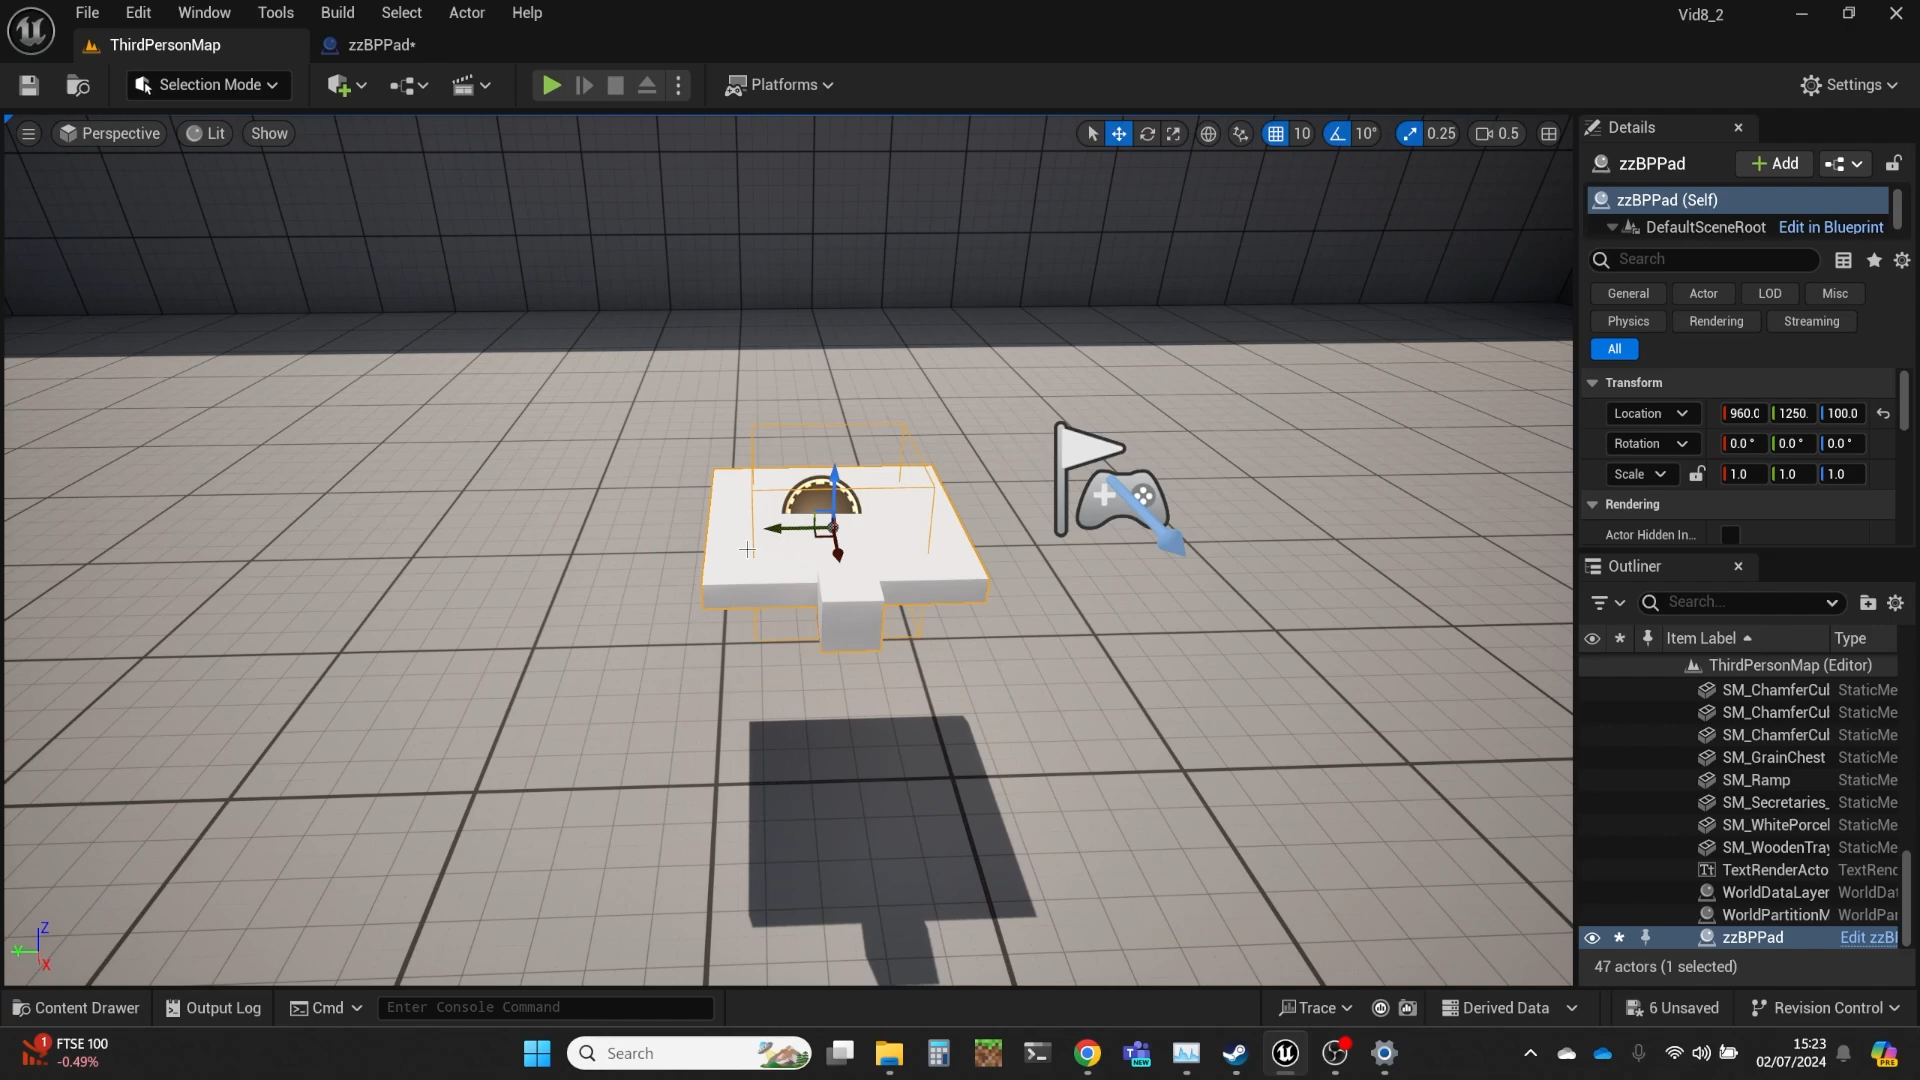 File Edit Window Tools Build Select Actor Help
Vid8_2
ThirdPersonMap
zzBPPad*
Selection Mode
Platforms
Settings
Perspective Lit Show
10 10° 0.25 0.5
Details
zzBPPad
Add
zzBPPad (Self)
DefaultSceneRoot Edit in Blueprint
Search
General Actor LOD Misc
Physics Rendering Streaming
All
Transform
Location 960.0 1250. 100.0
Rotation 0.0° 0.0° 0.0°
Scale 1.0 1.0 1.0
Rendering
Actor Hidden In...
Outliner
Search...
Item Label Type
ThirdPersonMap (Editor)
SM_ChamferCul StaticMe
SM_ChamferCul StaticMe
SM_ChamferCul StaticMe
SM_GrainChest StaticMe
SM_Ramp StaticMe
SM_Secretaries_ StaticMe
SM_WhitePorcel StaticMe
SM_WoodenTray StaticMe
TextRenderActo TextRend
WorldDataLayer WorldDat
WorldPartitionM WorldPar
zzBPPad Edit zzBP
47 actors (1 selected)
Z
Y
X
Content Drawer Output Log Cmd Enter Console Command
Trace Derived Data 6 Unsaved Revision Control
1 FTSE 100
-0.49%
Search
NEW
15:23
02/07/2024
PRE